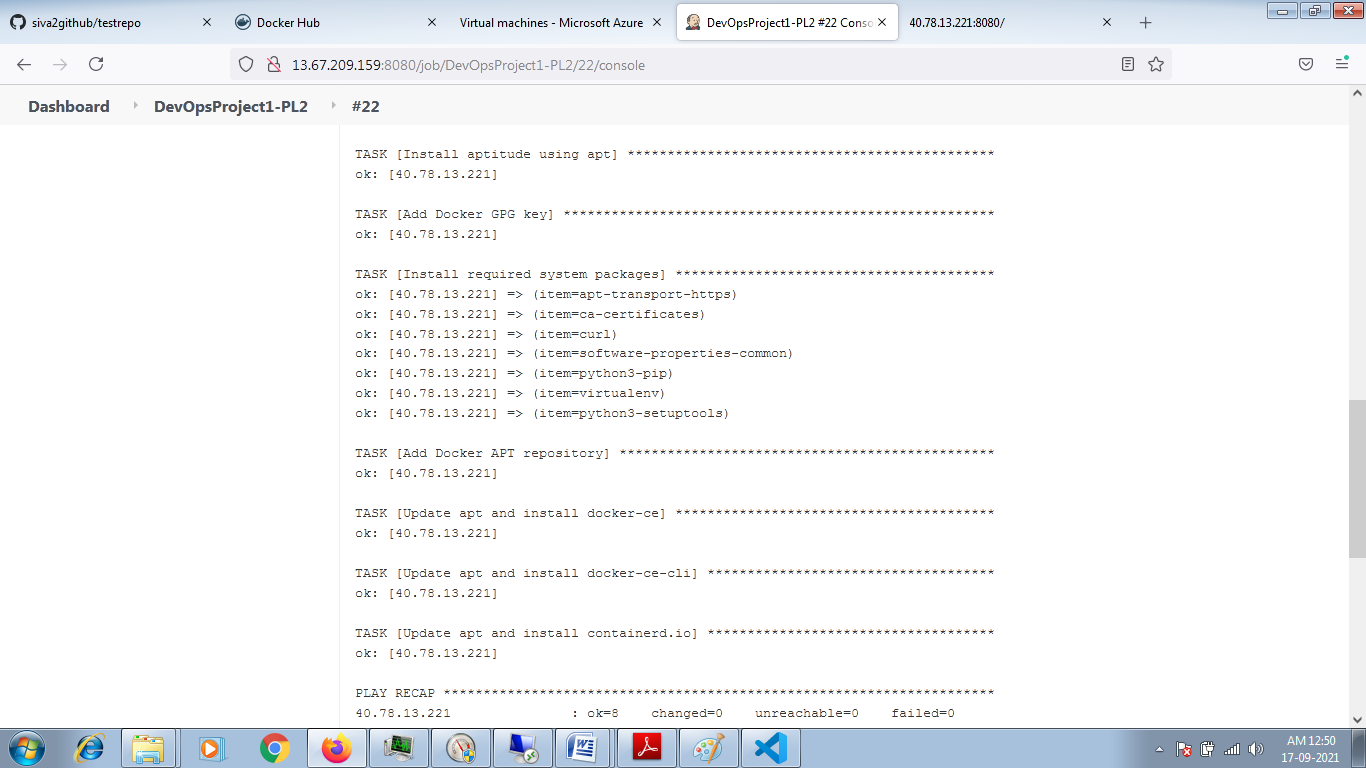 siva2github/testrepo
Docker Hub
Virtual machines - Microsoft Azure
DevOpsProject1-PL2 #22 Conso
40.78.13.221:8080/
13.67.209.159:8080/job/DevOpsProject1-PL2/22/console
Dashboard
DevOpsProject1-PL2
#22
TASK [Install aptitude using apt] **********************************************
ok: [40.78.13.221]
TASK [Add Docker GPG key] ******************************************************
ok: [40.78.13.221]
TASK [Install required system packages] ****************************************
ok: [40.78.13.221] => (item=apt-transport-https)
ok: [40.78.13.221] => (item=ca-certificates)
ok: [40.78.13.221] => (item=curl)
ok: [40.78.13.221] => (item=software-properties-common)
ok: [40.78.13.221] => (item=python3-pip)
ok: [40.78.13.221] => (item=virtualenv)
ok: [40.78.13.221] => (item=python3-setuptools)
TASK [Add Docker APT repository] ***********************************************
ok: [40.78.13.221]
TASK [Update apt and install docker-ce] ****************************************
ok: [40.78.13.221]
TASK [Update apt and install docker-ce-cli] ************************************
ok: [40.78.13.221]
TASK [Update apt and install containerd.io] ************************************
ok: [40.78.13.221]
PLAY RECAP *********************************************************************
40.78.13.221               : ok=8    changed=0    unreachable=0    failed=0
AM 12:50
17-09-2021